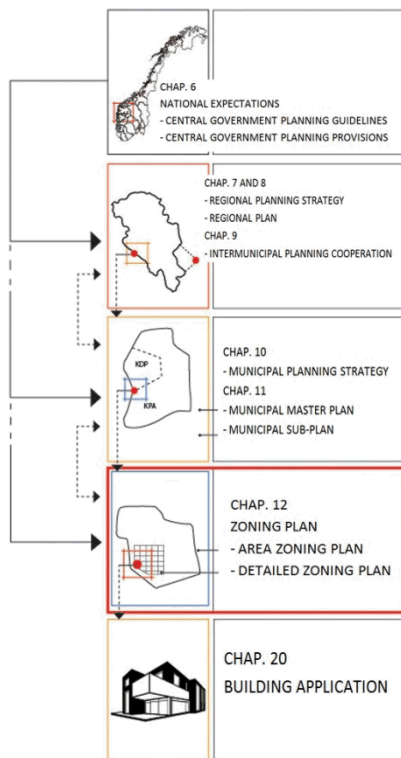 CHAP. 6
NATIONAL EXPECTATIONS
- CENTRAL GOVERNMENT PLANNING GUIDELINES
- CENTRAL GOVERNMENT PLANNING PROVISIONS
CHAP. 7 AND 8
- REGIONAL PLANNING STRATEGY
- REGIONAL PLAN
CHAP. 9
- INTERMUNICIPAL PLANNING COOPERATION
KDP
KPA
CHAP. 10
- MUNICIPAL PLANNING STRATEGY
CHAP. 11
- MUNICIPAL MASTER PLAN
- MUNICIPAL SUB-PLAN
CHAP. 12
ZONING PLAN
- AREA ZONING PLAN
- DETAILED ZONING PLAN
CHAP. 20
BUILDING APPLICATION